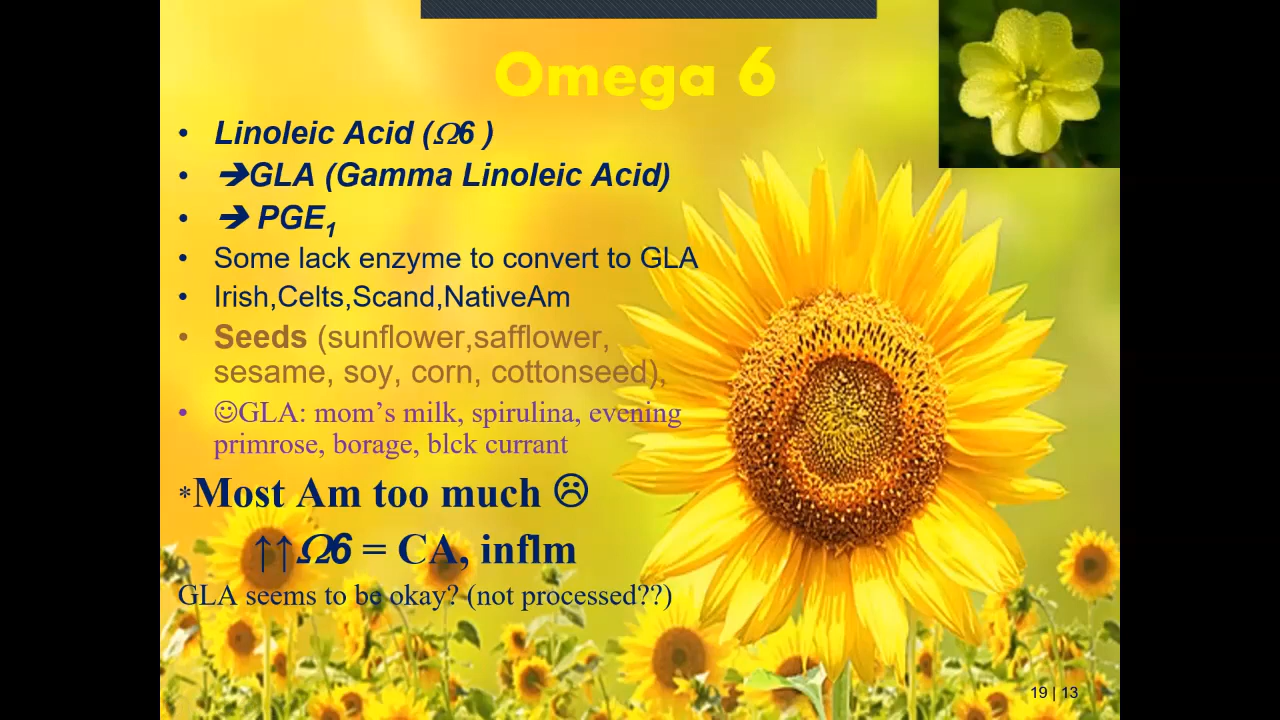 Omega 6
• Linoleic Acid (Ω6 )
• ➔GLA (Gamma Linoleic Acid)
• ➔ PGE1
• Some lack enzyme to convert to GLA
• Irish,Celts,Scand,NativeAm
• Seeds (sunflower,safflower,
sesame, soy, corn, cottonseed),
• ☺GLA: mom's milk, spirulina, evening
primrose, borage, blck currant
*Most Am too much ☹
↑↑Ω6 = CA, inflm
GLA seems to be okay? (not processed??)
19 | 13